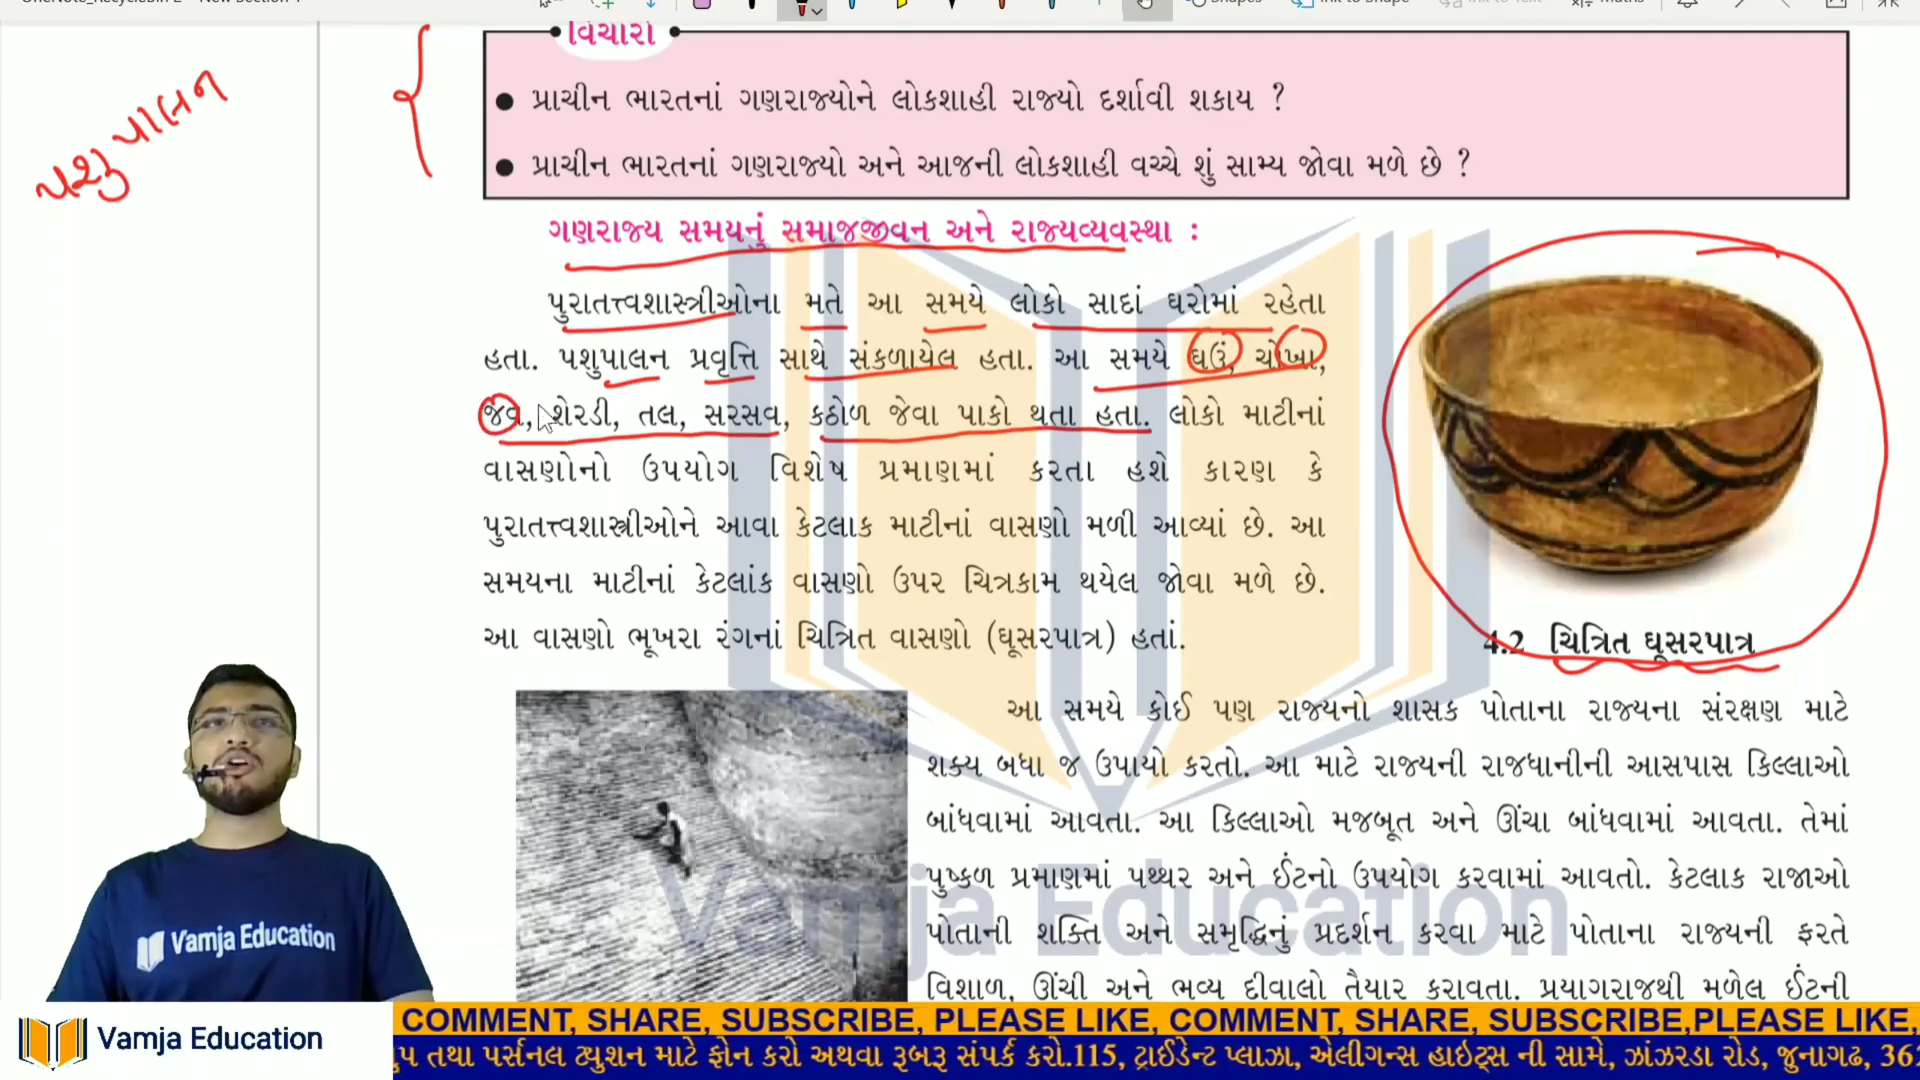 પશુ પાલન
વિચારો
● પ્રાચીન ભારતનાં ગણરાજ્યોને લોકશાહી રાજ્યો દર્શાવી શકાય ?
● પ્રાચીન ભારતનાં ગણરાજ્યો અને આજની લોકશાહી વચ્ચે શું સામ્ય જોવા મળે છે ?
ગણરાજ્ય સમયનું સમાજજીવન અને રાજ્યવ્યવસ્થા :
પુરાતત્ત્વશાસ્ત્રીઓના મતે આ સમયે લોકો સાદાં ઘરોમાં રહેતા
હતા. પશુપાલન પ્રવૃત્તિ સાથે સંકળાયેલ હતા. આ સમયે ઘઉં, ચોખા,
જવ, શેરડી, તલ, સરસવ, કઠોળ જેવા પાકો થતા હતા. લોકો માટીનાં
વાસણોનો ઉપયોગ વિશેષ પ્રમાણમાં કરતા હશે કારણ કે
પુરાતત્ત્વશાસ્ત્રીઓને આવા કેટલાક માટીનાં વાસણો મળી આવ્યાં છે. આ
સમયના માટીનાં કેટલાંક વાસણો ઉપર ચિત્રકામ થયેલ જોવા મળે છે.
આ વાસણો ભૂખરા રંગનાં ચિત્રિત વાસણો (ઘૂસરપાત્ર) હતાં.
4.2 ચિત્રિત ઘૂસરપાત્ર
આ સમયે કોઈ પણ રાજ્યનો શાસક પોતાના રાજ્યના સંરક્ષણ માટે
શક્ય બધા જ ઉપાયો કરતો. આ માટે રાજ્યની રાજધાનીની આસપાસ કિલ્લાઓ
બાંધવામાં આવતા. આ કિલ્લાઓ મજબૂત અને ઊંચા બાંધવામાં આવતા. તેમાં
પુષ્કળ પ્રમાણમાં પથ્થર અને ઈંટનો ઉપયોગ કરવામાં આવતો. કેટલાક રાજાઓ
પોતાની શક્તિ અને સમૃદ્ધિનું પ્રદર્શન કરવા માટે પોતાના રાજ્યની ફરતે
વિશાળ, ઊંચી અને ભવ્ય દીવાલો તૈયાર કરાવતા. પ્રયાગરાજથી મળેલ ઈંટની
Vamja Education
Vamja Education
Vamja Education
COMMENT, SHARE, SUBSCRIBE, PLEASE LIKE, COMMENT, SHARE, SUBSCRIBE,PLEASE LIKE,
તથા પર્સનલ ટ્યુશન માટે ફોન કરો અથવા રૂબરૂ સંપર્ક કરો.115, ટ્રાઈડેન્ટ પ્લાઝા, એલીગન્સ હાઇટ્સ ની સામે, ઝાંઝરડા રોડ, જુનાગઢ, 36